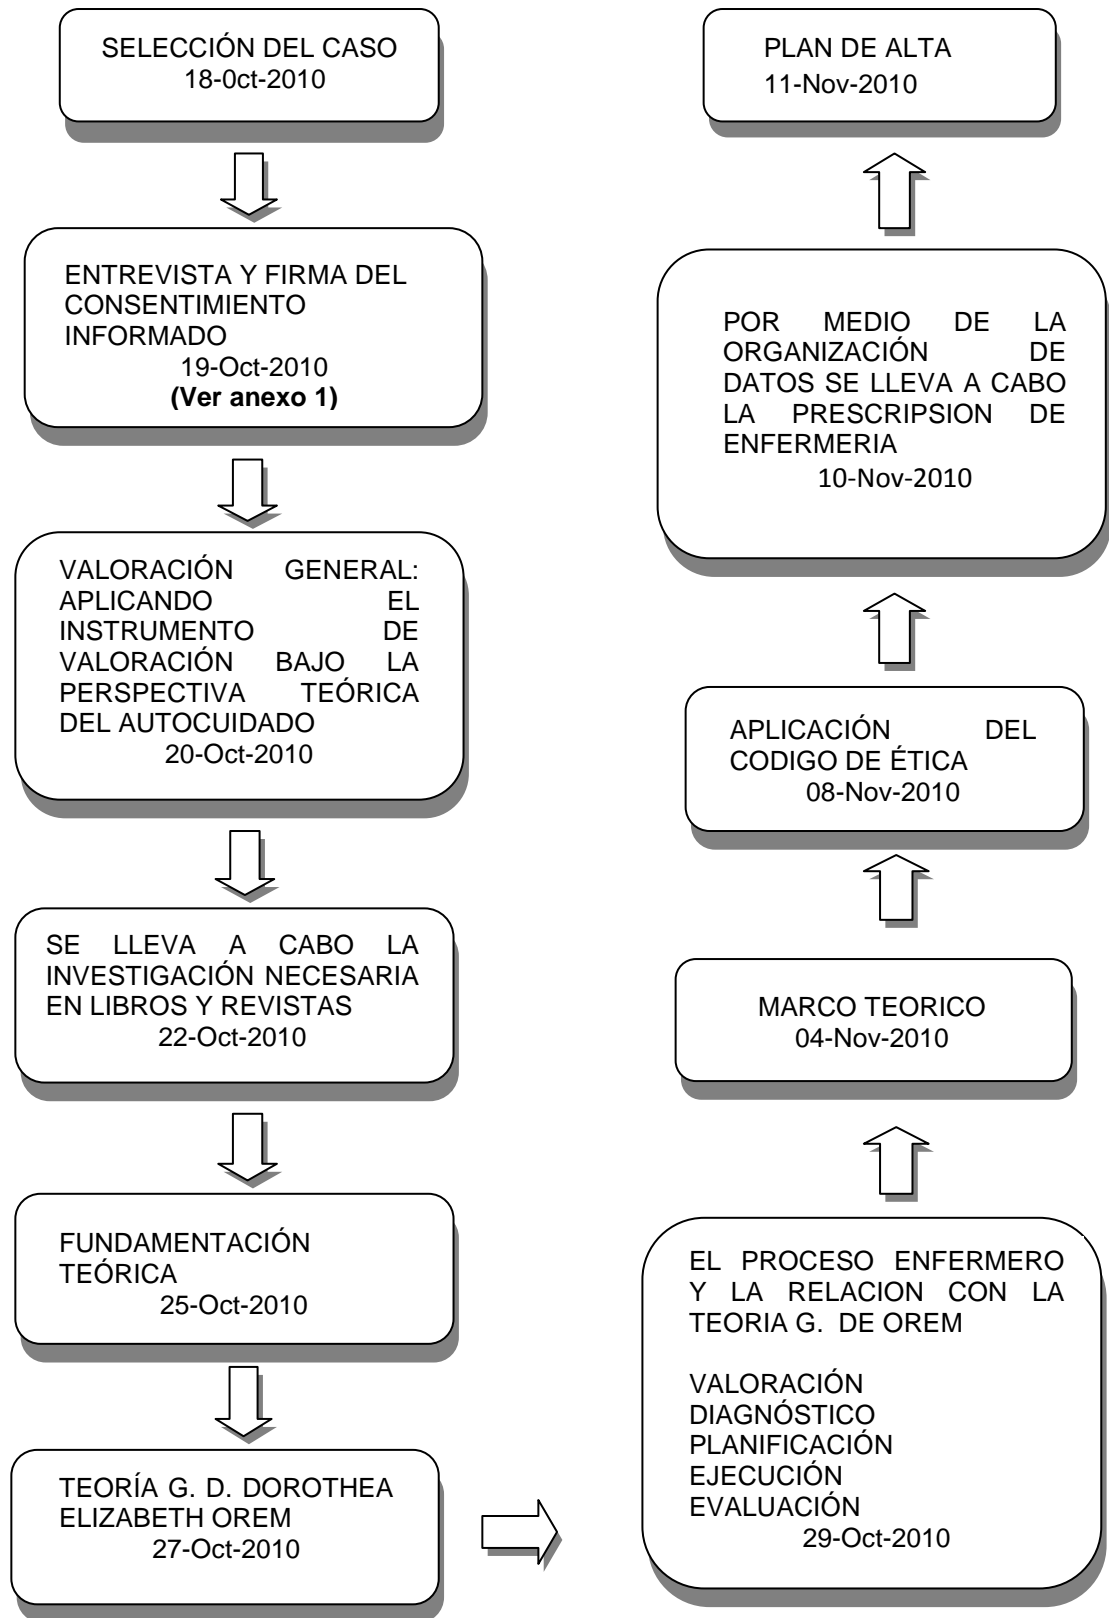 SELECCIÓN DEL CASO
18-0ct-2010
ENTREVISTA Y FIRMA DEL
CONSENTIMIENTO
INFORMADO
19-Oct-2010
(Ver anexo 1)
VALORACIÓN GENERAL:
APLICANDO EL
INSTRUMENTO DE
VALORACIÓN BAJO LA
PERSPECTIVA TEÓRICA
DEL AUTOCUIDADO
20-Oct-2010
SE LLEVA A CABO LA
INVESTIGACIÓN NECESARIA
EN LIBROS Y REVISTAS
22-Oct-2010
FUNDAMENTACIÓN
TEÓRICA
25-Oct-2010
TEORÍA G. D. DOROTHEA
ELIZABETH OREM
27-Oct-2010
EL PROCESO ENFERMERO
Y LA RELACION CON LA
TEORIA G. DE OREM
VALORACIÓN
DIAGNÓSTICO
PLANIFICACIÓN
EJECUCIÓN
EVALUACIÓN
29-Oct-2010
MARCO TEORICO
04-Nov-2010
APLICACIÓN DEL
CODIGO DE ÉTICA
08-Nov-2010
POR MEDIO DE LA
ORGANIZACIÓN DE
DATOS SE LLEVA A CABO
LA PRESCRIPSION DE
ENFERMERIA
10-Nov-2010
PLAN DE ALTA
11-Nov-2010